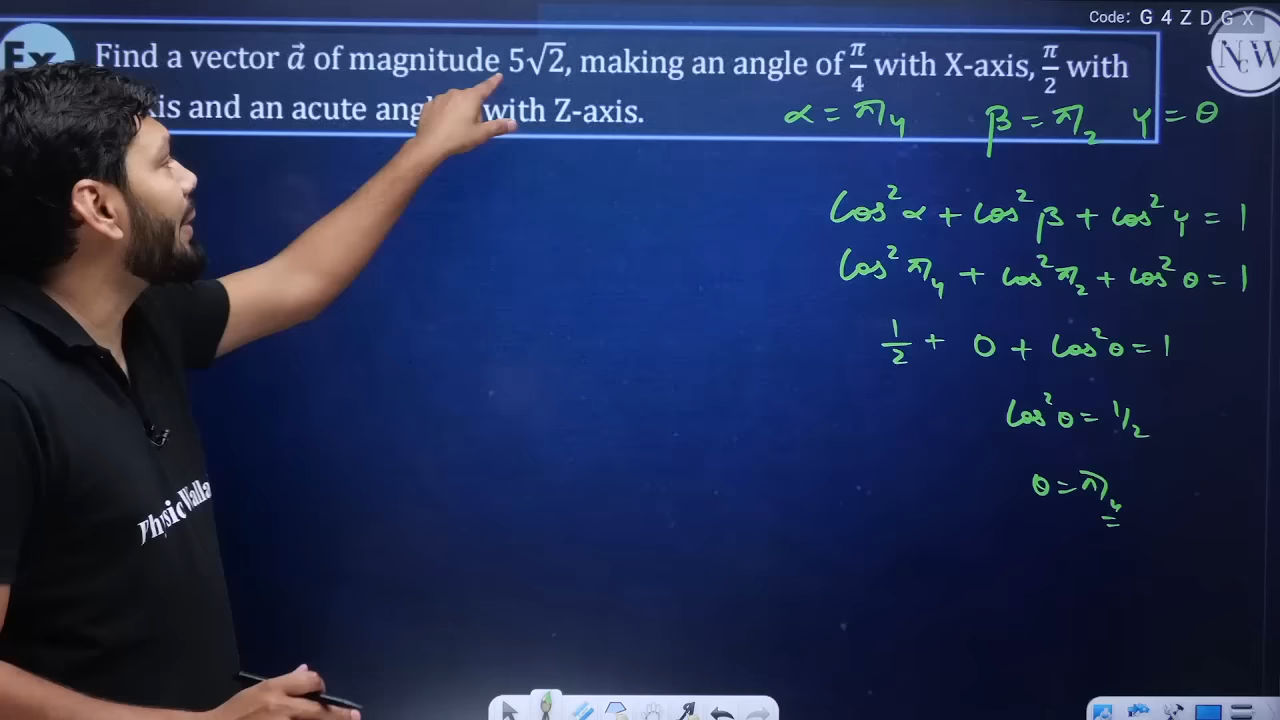 Code: G 4 Z D G X
Ex
NCW
Find a vector a⃗ of magnitude 5√2, making an angle of π/4 with X-axis, π/2 with
is and an acute ang with Z-axis.
α = π/4 β = π/2 γ = θ
cos²α + cos²β + cos²γ = 1
cos²π/4 + cos²π/2 + cos²θ = 1
1/2 + 0 + cos²θ = 1
cos²θ = 1/2
θ = π/4
Physic Walla